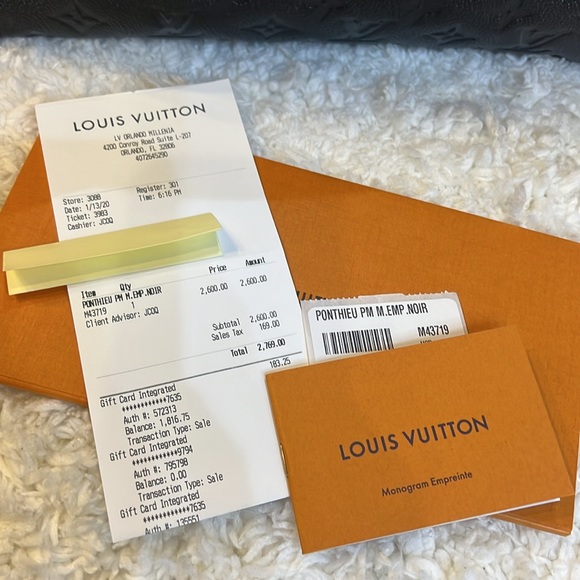 LOUIS VUITTON
LV ORLANDO MILLENIA
4200 Conroy Road Suite L-207
ORLANDO, FL 32806
4072645290
Store: 3088 Register: 301
Date: 1/13/20 Time: 6:16 PM
Ticket: 3983
Cashier: JCOQ
Item Qty Price Amount
PONTHIEU PM M.EMP.NOIR
M43719 1 2,600.00 2,600.00
Client Advisor: JCOQ
Subtotal 2,600.00
Sales Tax 169.00
Total 2,769.00
183.25
Gift Card Integrated
************7635
Auth #: 572313
Balance: 1,816.75
Transaction Type: Sale
Gift Card Integrated
************9794
Auth #: 795798
Balance: 0.00
Transaction Type: Sale
Gift Card Integrated
************7635
Auth #: 135551
PONTHIEU PM M.EMP.NOIR
M43719
LOUIS VUITTON
Monogram Empreinte